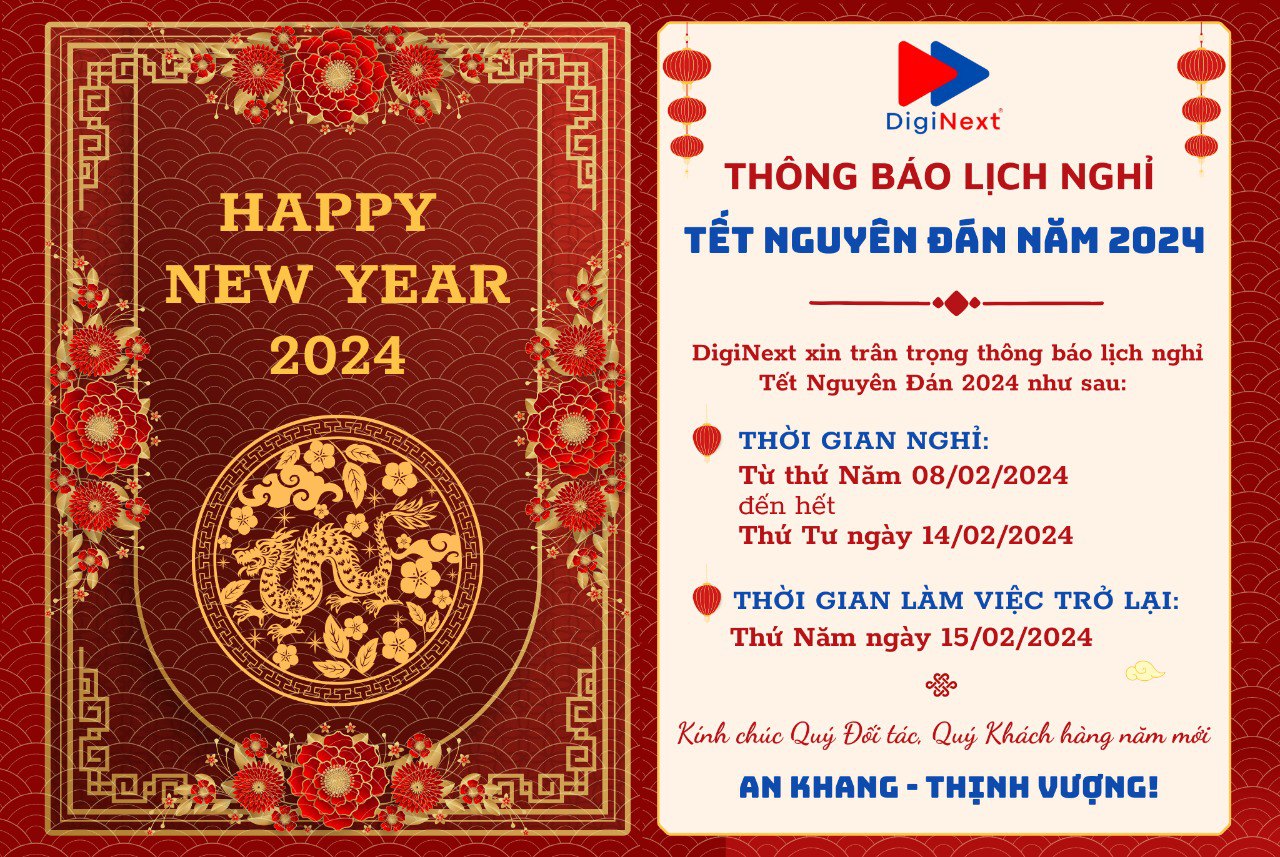 HAPPY
NEW YEAR
2024
DigiNext®
THÔNG BÁO LỊCH NGHỈ
TẾT NGUYÊN ĐÁN NĂM 2024
DigiNext xin trân trọng thông báo lịch nghỉ
Tết Nguyên Đán 2024 như sau:
THỜI GIAN NGHỈ:
Từ thứ Năm 08/02/2024
đến hết
Thứ Tư ngày 14/02/2024
THỜI GIAN LÀM VIỆC TRỞ LẠI:
Thứ Năm ngày 15/02/2024
Kính chúc Quý Đối tác, Quý Khách hàng năm mới
AN KHANG - THỊNH VƯỢNG!